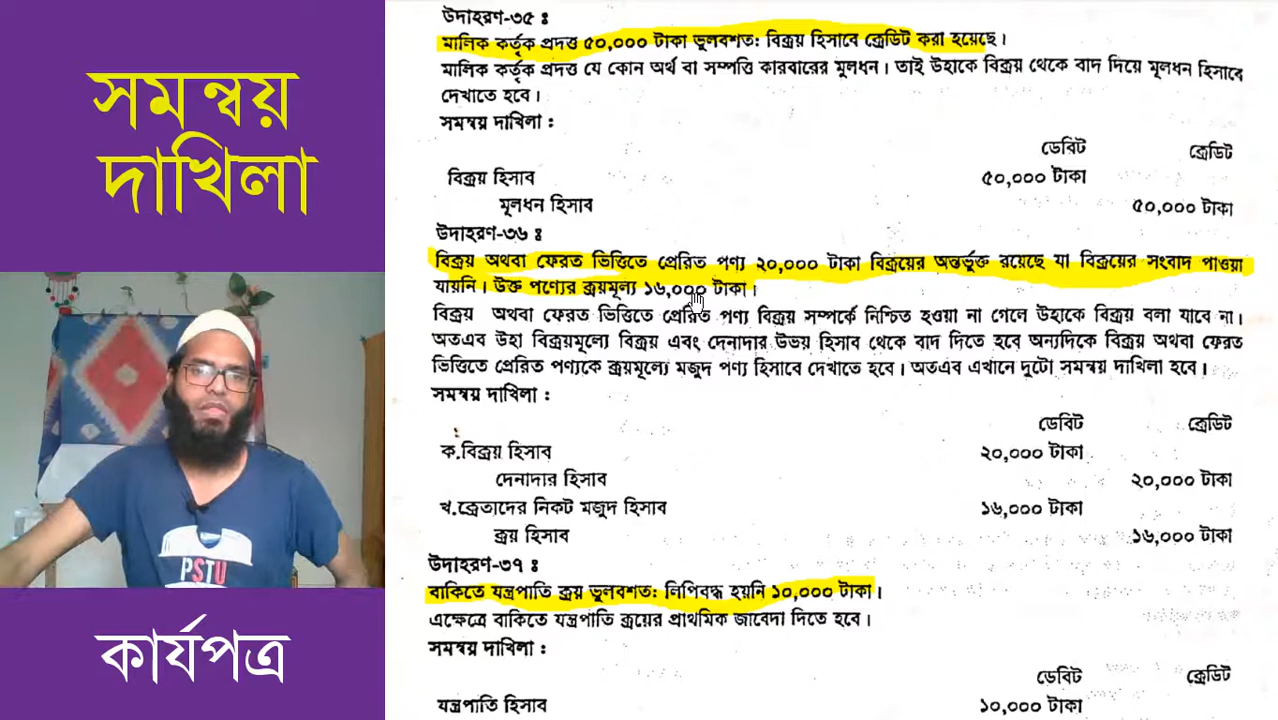 সমন্বয়
দাখিলা
PSTU
কার্যপত্র
উদাহরণ-৩৫ :
মালিক কর্তৃক প্রদত্ত ৫০,০০০ টাকা ভুলবশত: বিক্রয় হিসাবে ক্রেডিট করা হয়েছে।
মালিক কর্তৃক প্রদত্ত যে কোন অর্থ বা সম্পত্তি কারবারের মূলধন। তাই উহাকে বিক্রয় থেকে বাদ দিয়ে মূলধন হিসাবে
দেখাতে হবে।
সমন্বয় দাখিলা :
ডেবিট ক্রেডিট
বিক্রয় হিসাব ৫০,০০০ টাকা
মূলধন হিসাব ৫০,০০০ টাকা
উদাহরণ-৩৬ :
বিক্রয় অথবা ফেরত ভিত্তিতে প্রেরিত পণ্য ২০,০০০ টাকা বিক্রয়ের অন্তর্ভুক্ত রয়েছে যা বিক্রয়ের সংবাদ পাওয়া
যায়নি। উক্ত পণ্যের ক্রয়মূল্য ১৬,০০০ টাকা।
বিক্রয় অথবা ফেরত ভিত্তিতে প্রেরিত পণ্য বিক্রয় সম্পর্কে নিশ্চিত হওয়া না গেলে উহাকে বিক্রয় বলা যাবে না।
অতএব উহা বিক্রয়মূল্যে বিক্রয় এবং দেনাদার উভয় হিসাব থেকে বাদ দিতে হবে অন্যদিকে বিক্রয় অথবা ফেরত
ভিত্তিতে প্রেরিত পণ্যকে ক্রয়মূল্যে মজুদ পণ্য হিসাবে দেখাতে হবে। অতএব এখানে দুটো সমন্বয় দাখিলা হবে।
সমন্বয় দাখিলা :
ডেবিট ক্রেডিট
ক.বিক্রয় হিসাব ২০,০০০ টাকা
দেনাদার হিসাব ২০,০০০ টাকা
খ.ক্রেতাদের নিকট মজুদ হিসাব ১৬,০০০ টাকা
ক্রয় হিসাব ১৬,০০০ টাকা
উদাহরণ-৩৭ :
বাকিতে যন্ত্রপাতি ক্রয় ভুলবশত: লিপিবদ্ধ হয়নি ১০,০০০ টাকা।
এক্ষেত্রে বাকিতে যন্ত্রপাতি ক্রয়ের প্রাথমিক জাবেদা দিতে হবে।
সমন্বয় দাখিলা :
ডেবিট ক্রেডিট
যন্ত্রপাতি হিসাব ১০,০০০ টাকা